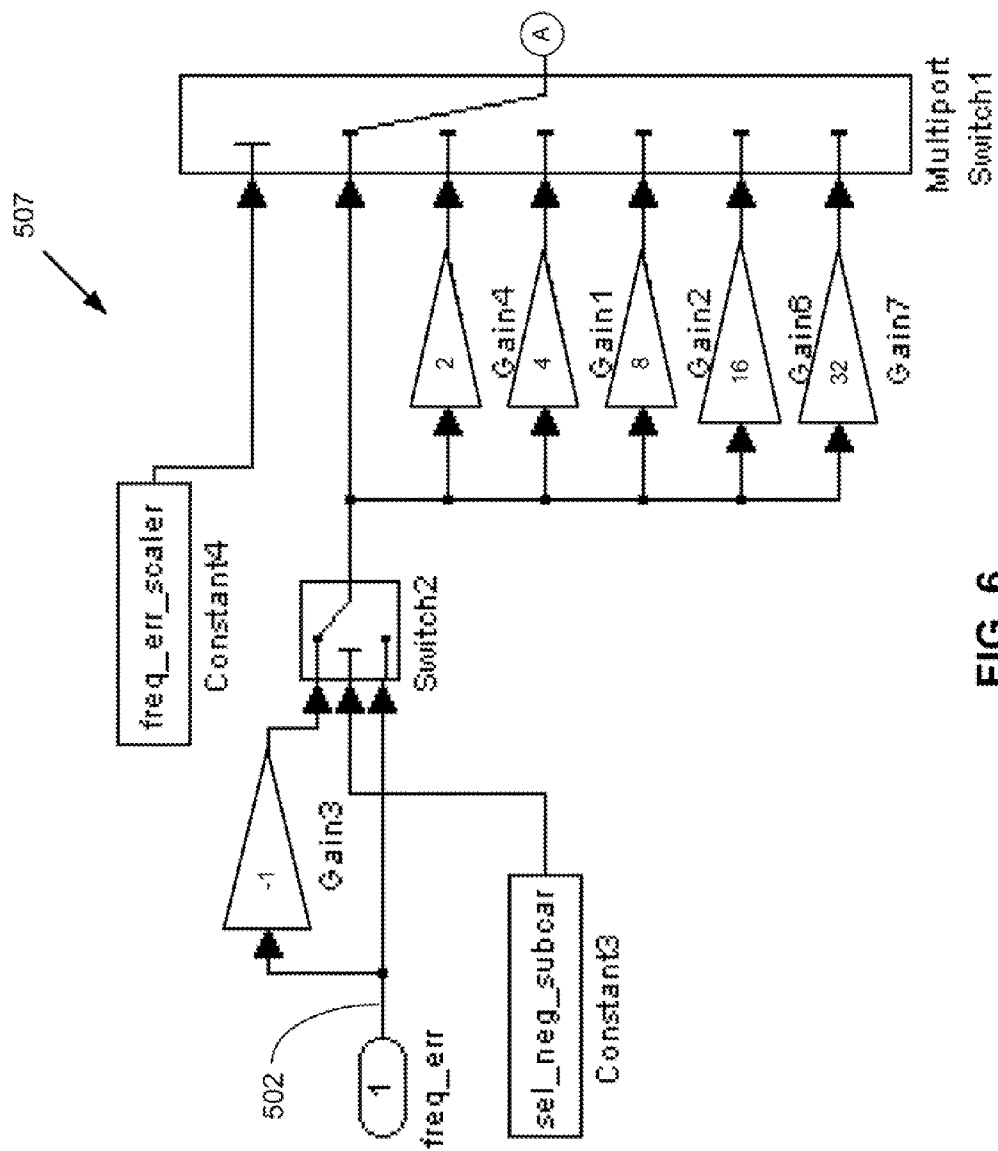 507
freq_err_scaler
Constant4
-1
Gain3
502
1
freq_err
Switch2
sel_neg_subcar
Constant3
2
Gain4
4
Gain1
8
Gain2
16
Gain6
32
Gain7
A
Multiport
Switch1
FIG 6